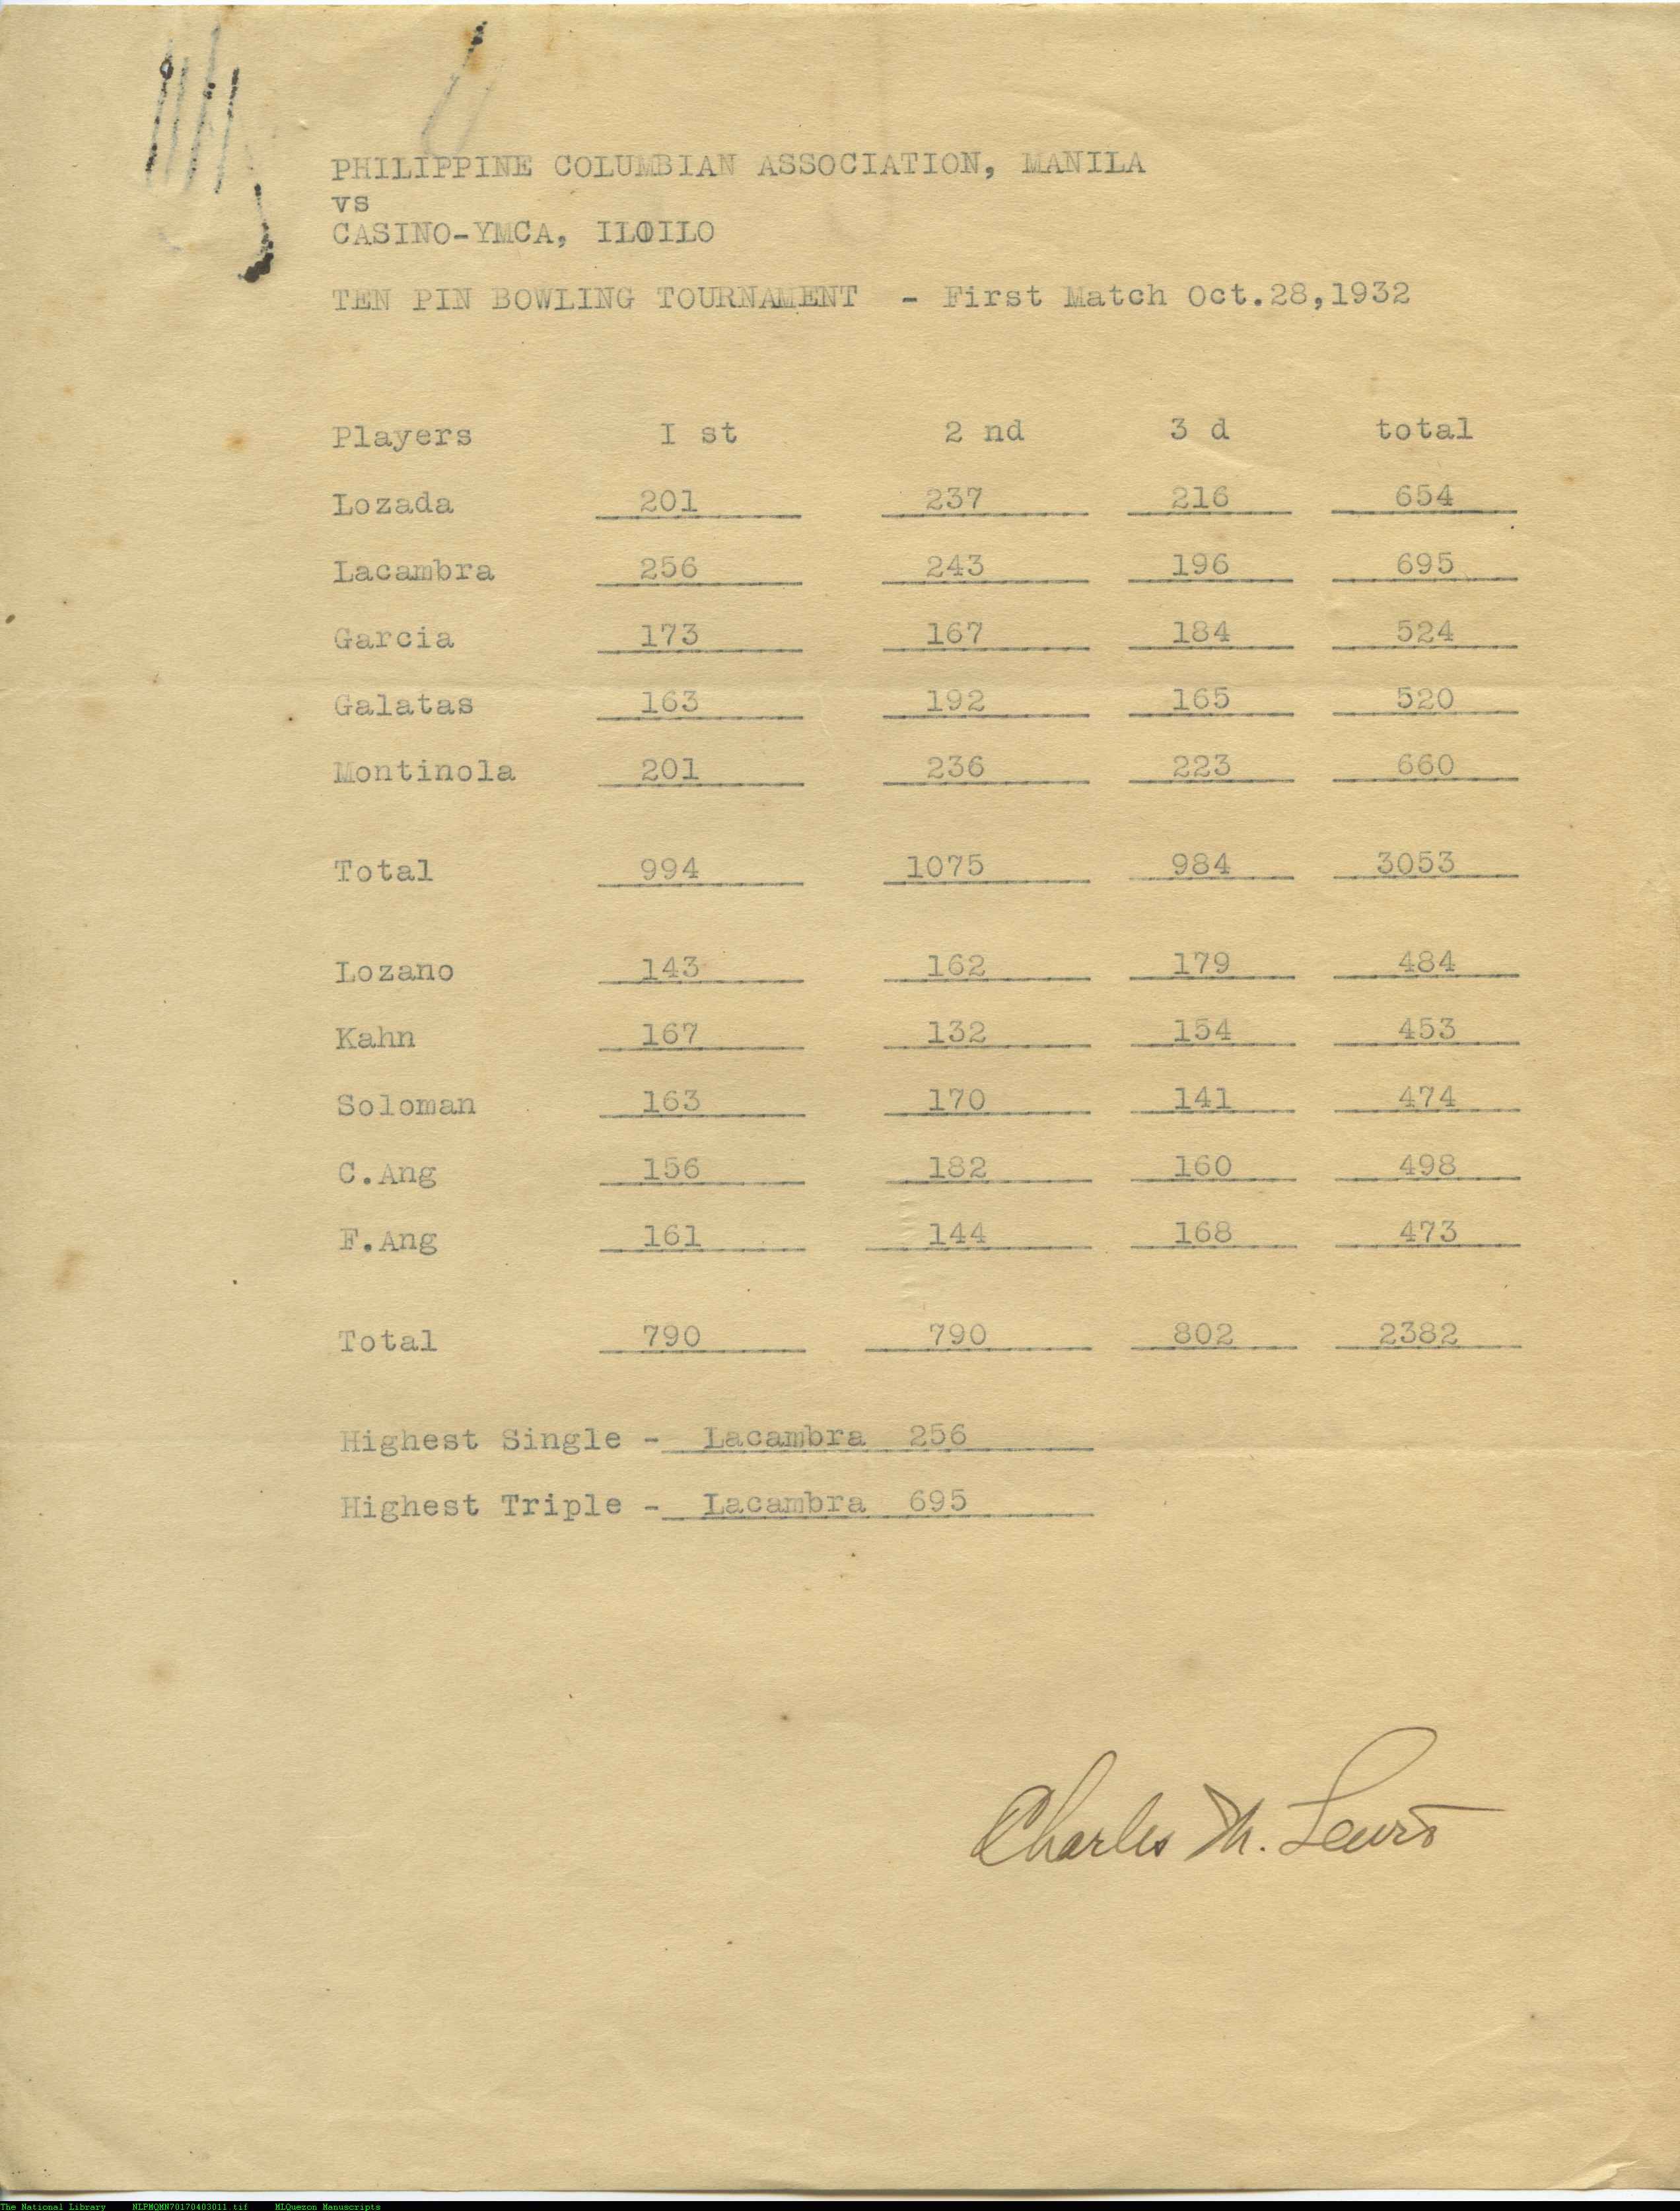 PHILIPPINE COLUMBIAN ASSOCIATION, MANILA
vs
CASINO-YMCA, ILOILO
TEN PIN BOWLING TOURNAMENT - First Match Oct.28,1932
Players I st 2 nd 3 d total
Lozada 201 237 216 654
Lacambra 256 243 196 695
Garcia 173 167 184 524
Galatas 163 192 165 520
Montinola 201 236 223 660
Total 994 1075 984 3053
Lozano 143 162 179 484
Kahn 167 132 154 453
Soloman 163 170 141 474
C.Ang 156 182 160 498
F.Ang 161 144 168 473
Total 790 790 802 2382
Highest Single - Lacambra 256
Highest Triple - Lacambra 695
Charles M. Lewis
The National Library NLPMQMN70170403011.tif MLQuezon Manuscripts